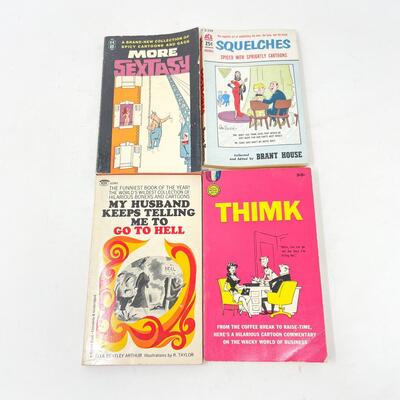 A BRAND-NEW COLLECTION OF
SPICY CARTOONS AND GAGS
MORE
SEXTASY
25¢
SQUELCHES
SPICED WITH SPRIGHTLY CARTOONS
Collected
and Edited by BRANT HOUSE
THE FUNNIEST BOOK OF THE YEAR!
THE WORLD'S WILDEST COLLECTION OF
HILARIOUS BONERS AND CARTOONS
MY HUSBAND
KEEPS TELLING
ME TO
GO TO HELL
HELL
ELLA BENTLEY ARTHUR Illustrations by R. TAYLOR
THIMK
FROM THE COFFEE BREAK TO RAISE-TIME,
HERE'S A HILARIOUS CARTOON COMMENTARY
ON THE WACKY WORLD OF BUSINESS